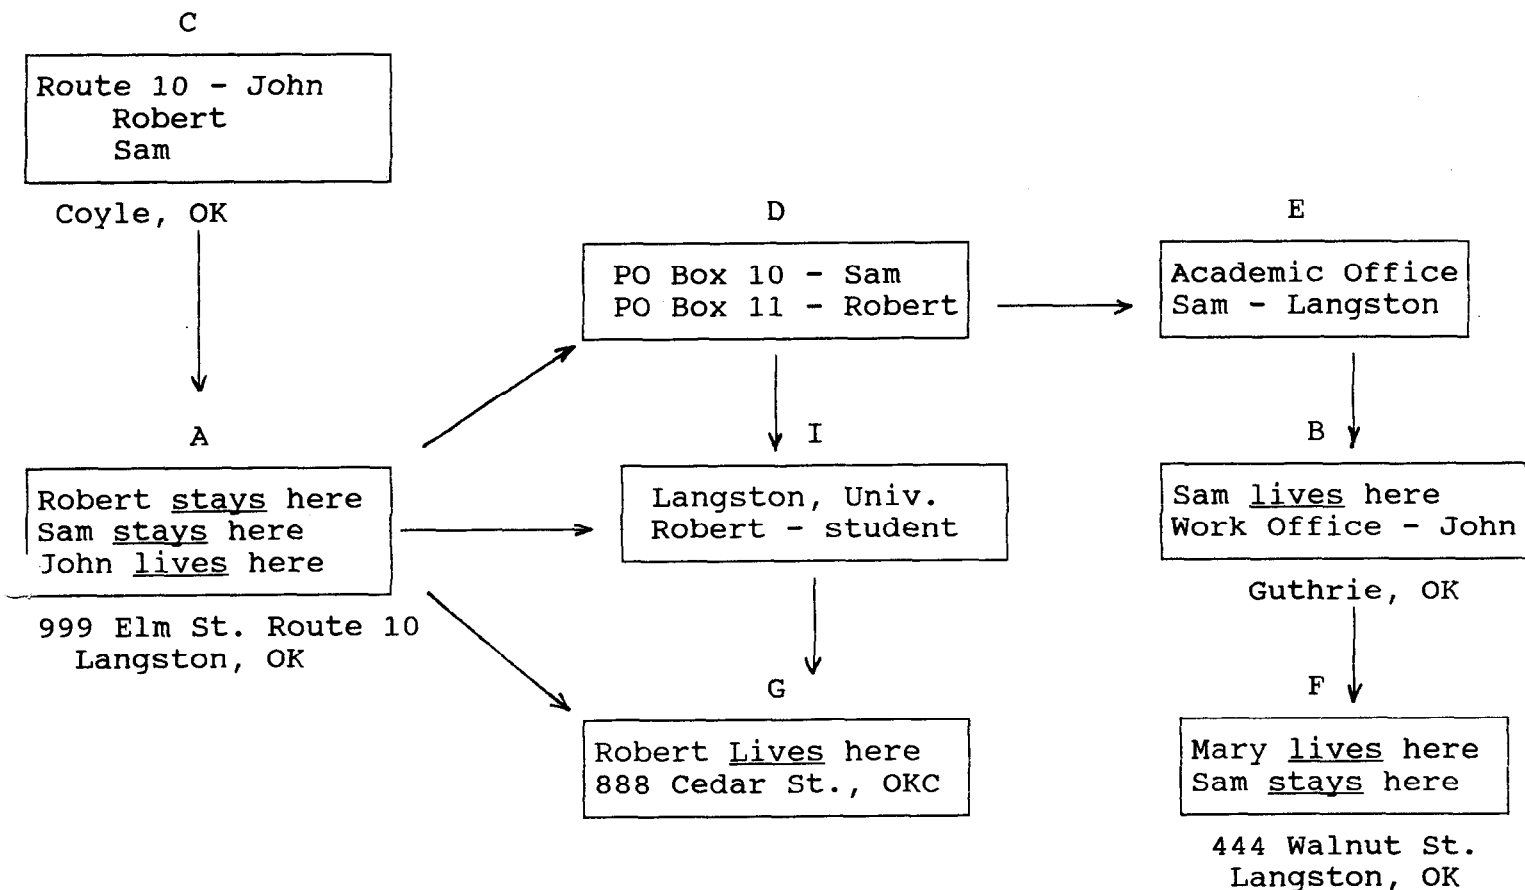 C
Route 10 - John
Robert
Sam
Coyle, OK
A
Robert stays here
Sam stays here
John lives here
999 Elm St. Route 10
Langston, OK
D
PO Box 10 - Sam
PO Box 11 - Robert
I
Langston, Univ.
Robert - student
G
Robert Lives here
888 Cedar St., OKC
E
Academic Office
Sam - Langston
B
Sam lives here
Work Office - John
Guthrie, OK
F
Mary lives here
Sam stays here
444 Walnut St.
Langston, OK